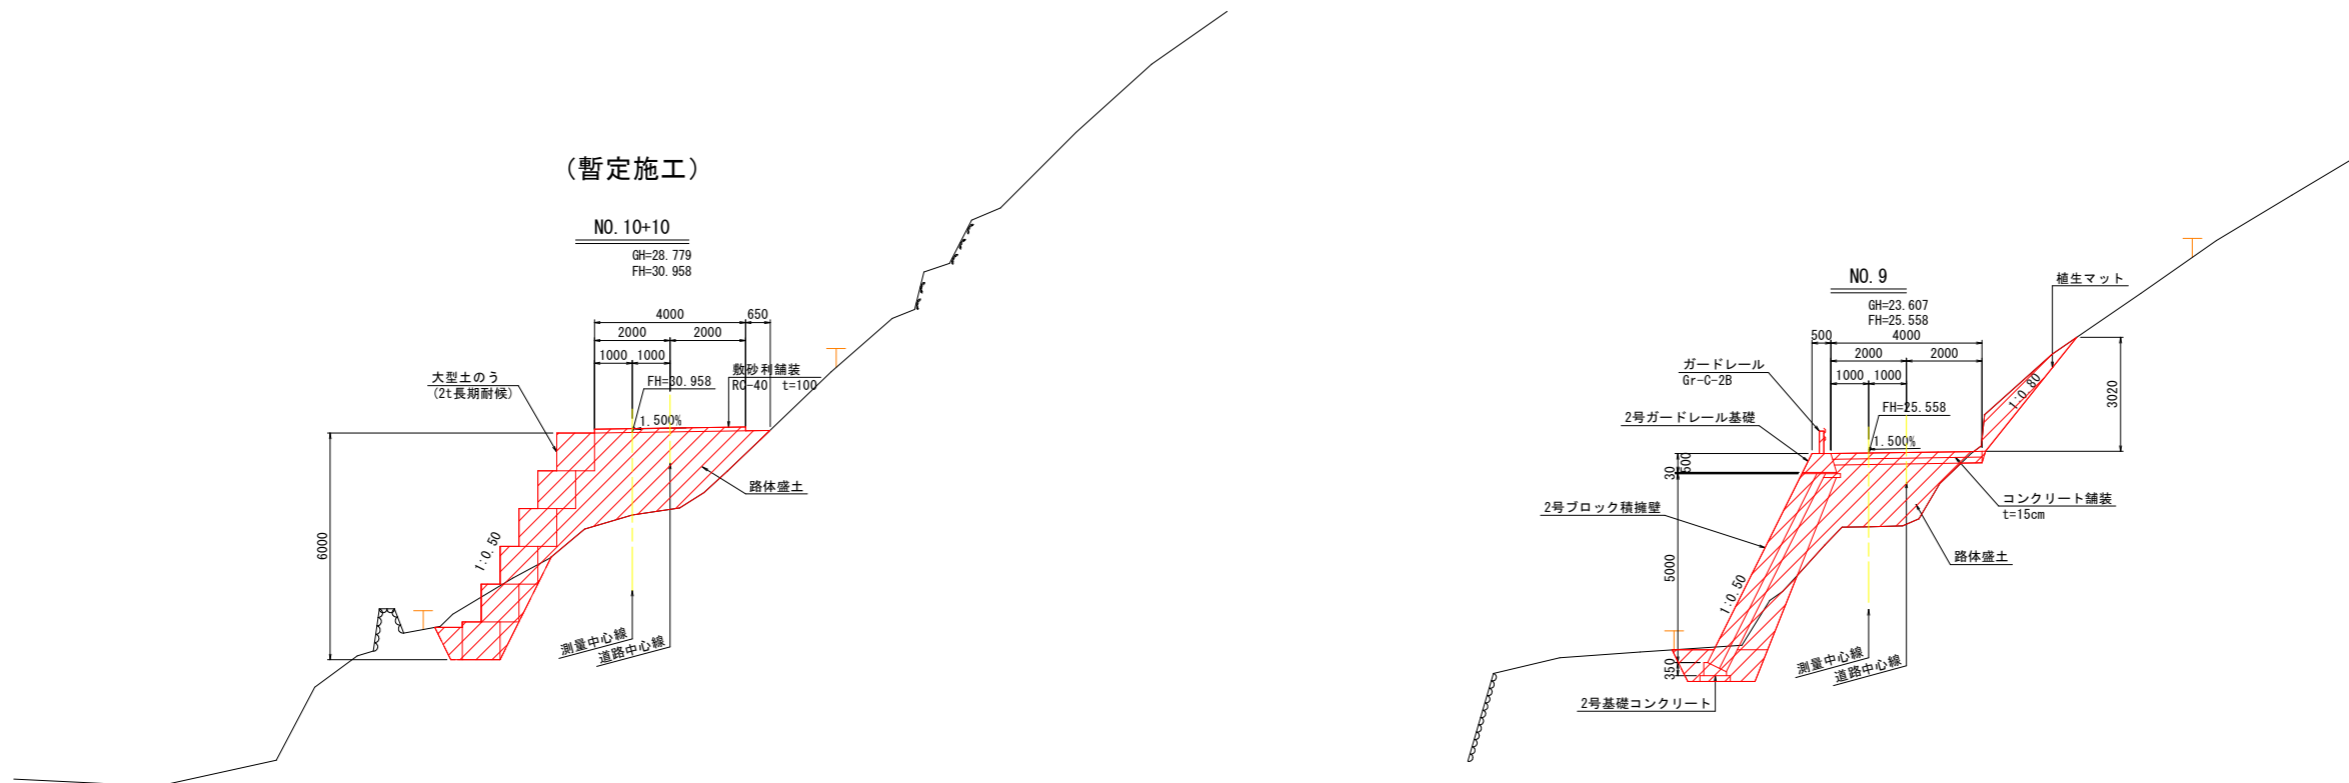 (暫定施工)
NO.10+10
GH=28.779
FH=30.958
4000
650
2000
2000
1000
1000
敷砂利舗装
RC-40 t=100
FH=30.958
1.500%
大型土のう
(2t長期耐候)
路体盛土
6000
1:0.50
測量中心線
道路中心線
NO.9
GH=23.607
FH=25.558
500
4000
2000
2000
1000
1000
植生マット
ガードレール
Gr-C-2B
FH=25.558
1.500%
1:0.80
3020
2号ガードレール基礎
500
30
2号ブロック積擁壁
コンクリート舗装
t=15cm
路体盛土
5000
1:0.50
350
測量中心線
道路中心線
2号基礎コンクリート